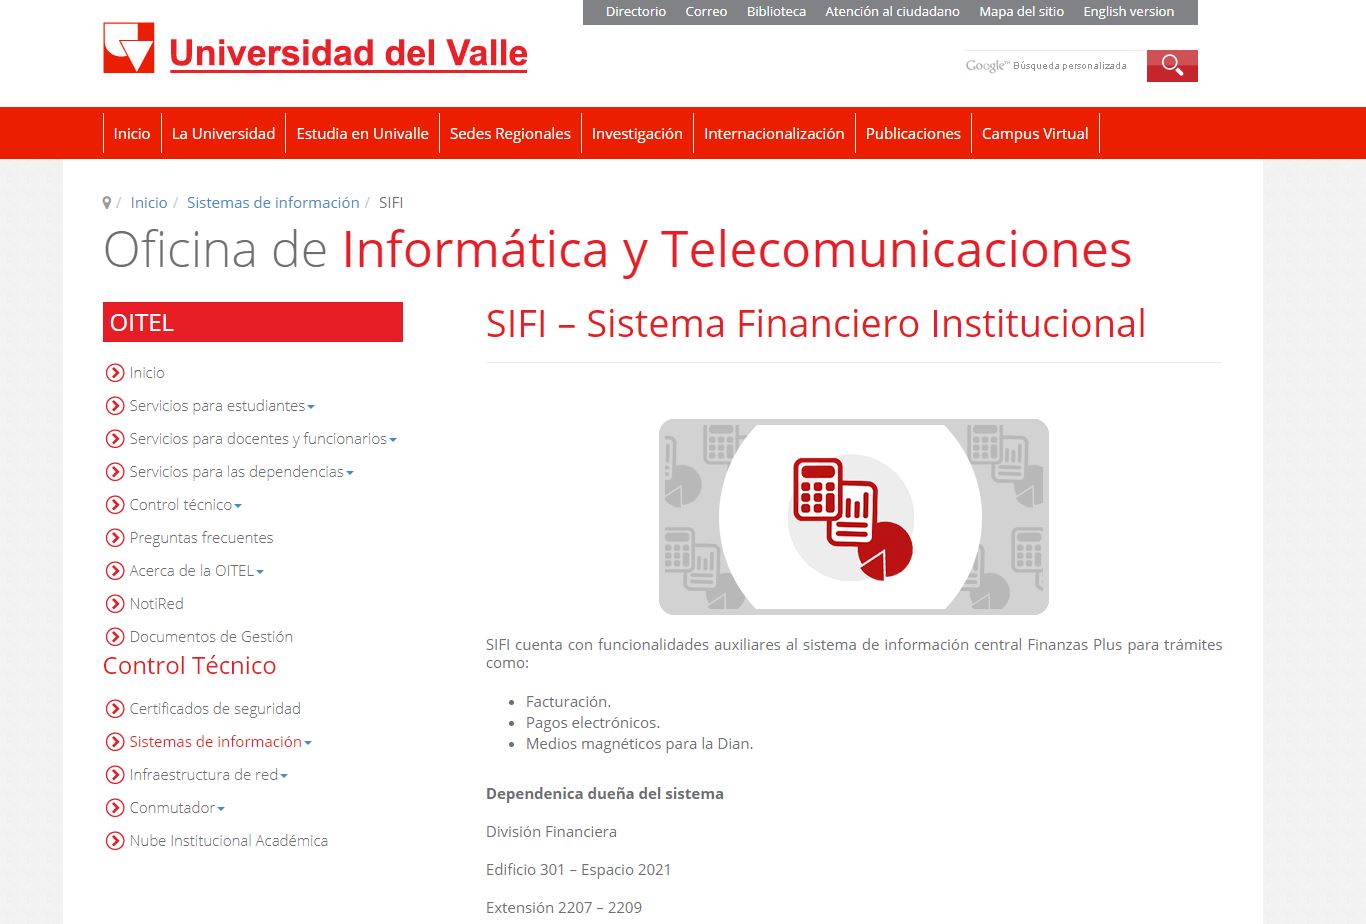 Directorio Correo Biblioteca Atención al ciudadano Mapa del sitio English version
Universidad del Valle
Google™ Búsqueda personalizada
Inicio La Universidad Estudia en Univalle Sedes Regionales Investigación Internacionalización Publicaciones Campus Virtual
/ Inicio / Sistemas de información / SIFI
Oficina de Informática y Telecomunicaciones
OITEL
Inicio
Servicios para estudiantes
Servicios para docentes y funcionarios
Servicios para las dependencias
Control técnico
Preguntas frecuentes
Acerca de la OITEL
NotiRed
Documentos de Gestión
Control Técnico
Certificados de seguridad
Sistemas de información
Infraestructura de red
Conmutador
Nube Institucional Académica
SIFI – Sistema Financiero Institucional
SIFI cuenta con funcionalidades auxiliares al sistema de información central Finanzas Plus para trámites
como:
• Facturación.
• Pagos electrónicos.
• Medios magnéticos para la Dian.
Dependenica dueña del sistema
División Financiera
Edificio 301 – Espacio 2021
Extensión 2207 – 2209